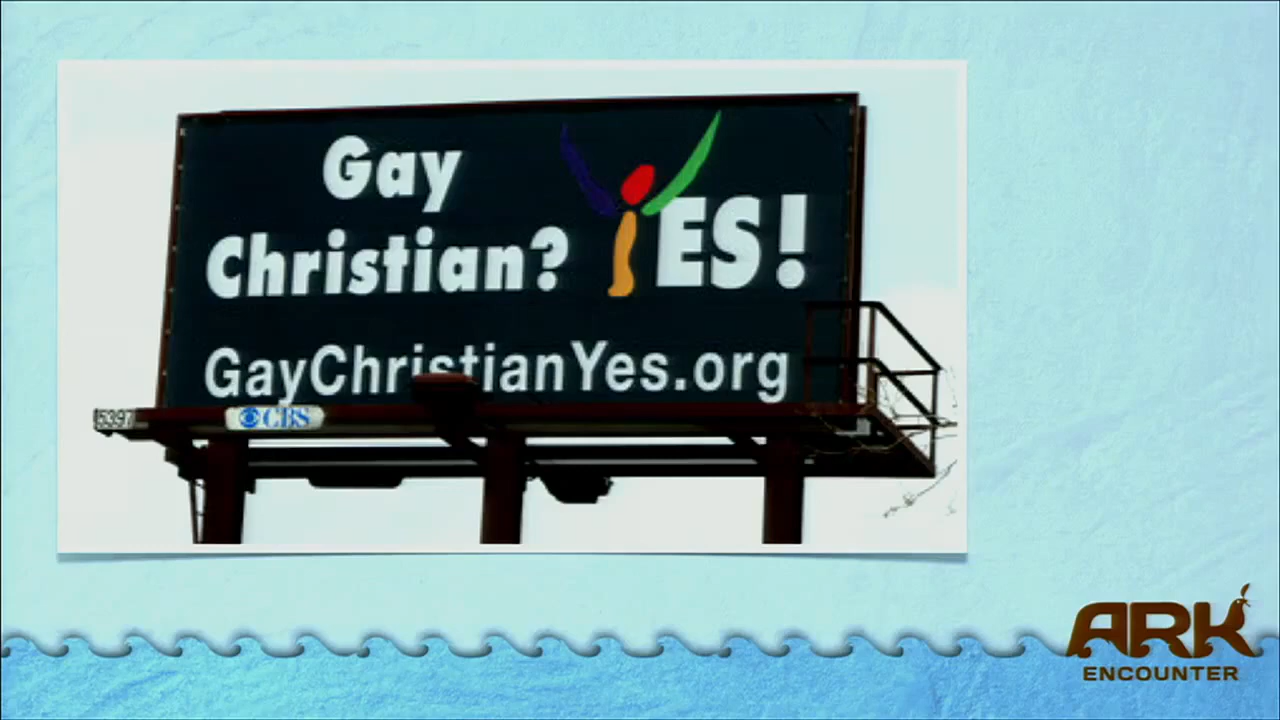 Gay
Christian? YES!
GayChristianYes.org
5397
CBS
ARK
ENCOUNTER